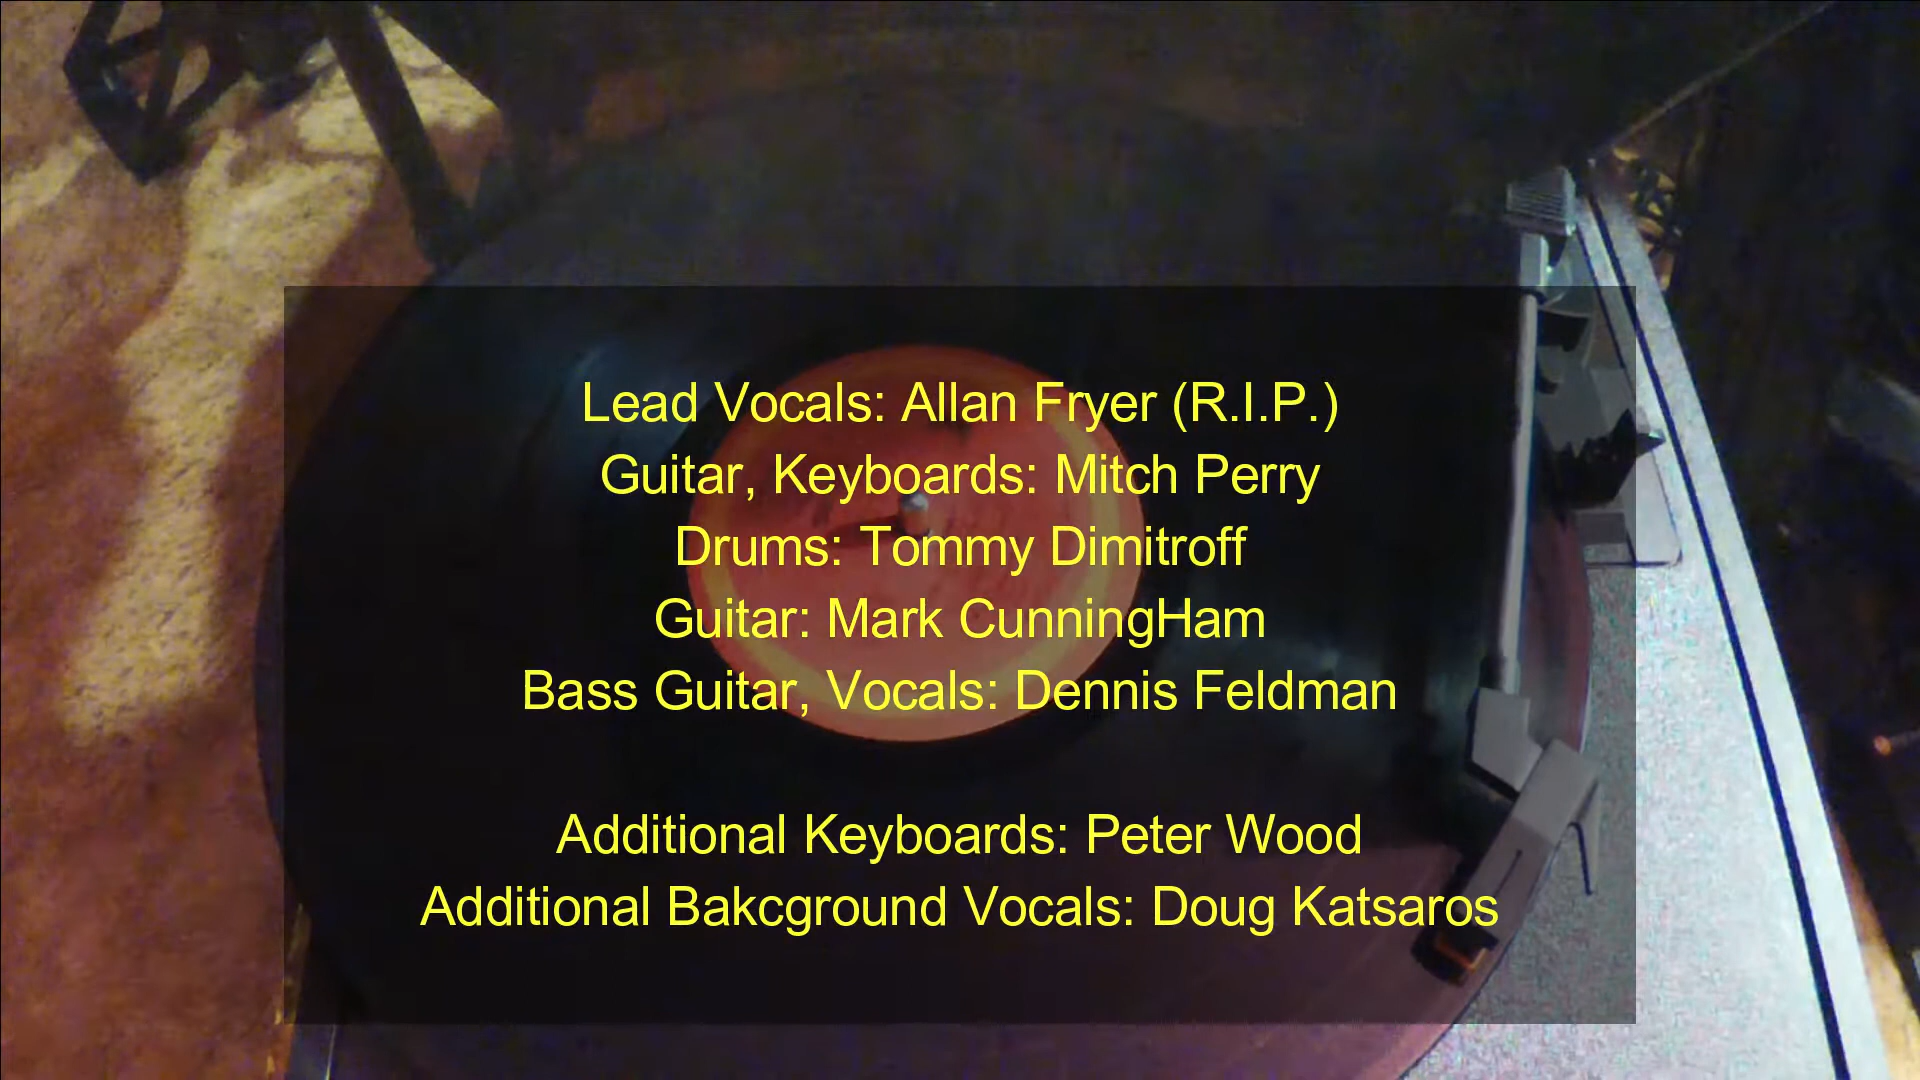 Lead Vocals: Allan Fryer (R.I.P.)
Guitar, Keyboards: Mitch Perry
Drums: Tommy Dimitroff
Guitar: Mark CunningHam
Bass Guitar, Vocals: Dennis Feldman
Additional Keyboards: Peter Wood
Additional Bakcground Vocals: Doug Katsaros